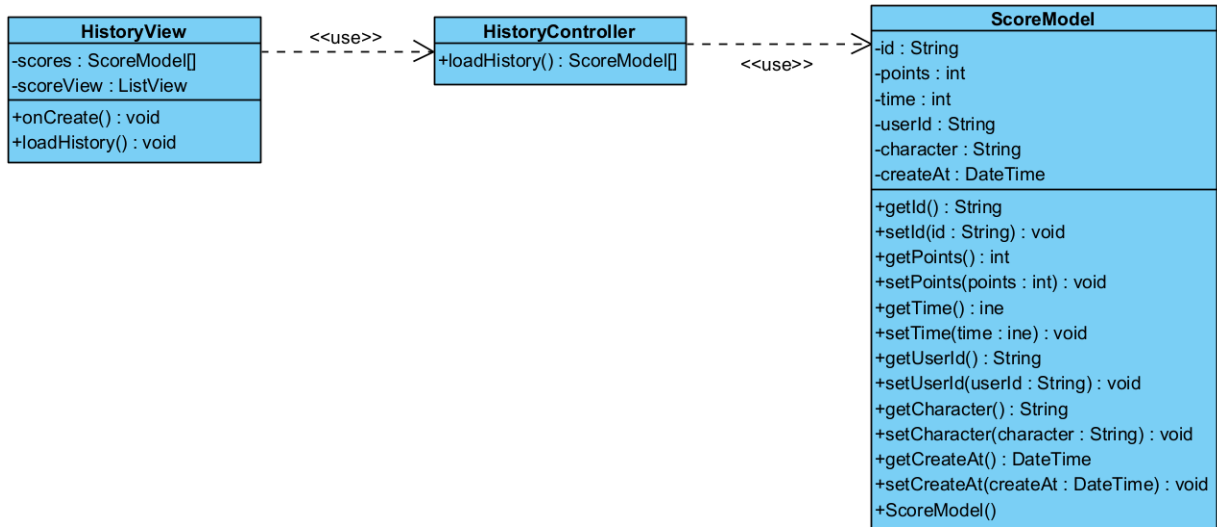 HistoryView
-scores : ScoreModel[]
-scoreView : ListView
+onCreate() : void
+loadHistory() : void
<<use>>
HistoryController
+loadHistory() : ScoreModel[]
<<use>>
ScoreModel
-id : String
-points : int
-time : int
-userId : String
-character : String
-createAt : DateTime
+getId() : String
+setId(id : String) : void
+getPoints() : int
+setPoints(points : int) : void
+getTime() : ine
+setTime(time : ine) : void
+getUserId() : String
+setUserId(userId : String) : void
+getCharacter() : String
+setCharacter(character : String) : void
+getCreateAt() : DateTime
+setCreateAt(createAt : DateTime) : void
+ScoreModel()